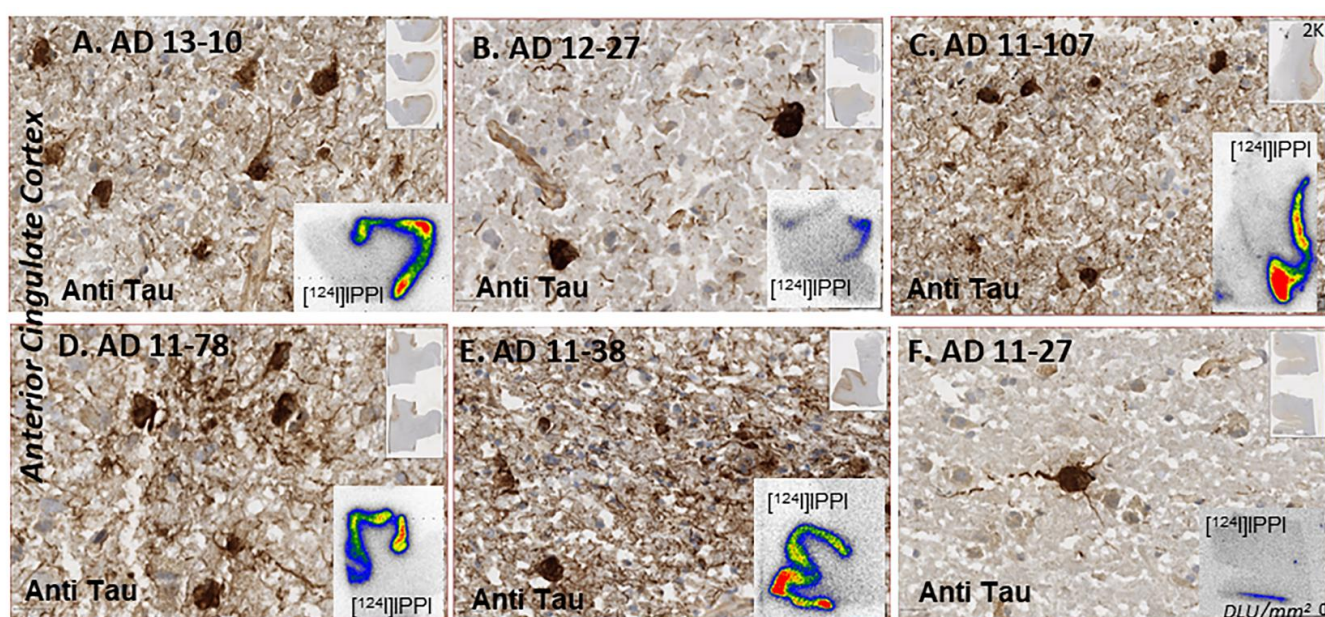 Anterior Cingulate Cortex
A. AD 13-10
[¹²⁴I]IPPI
Anti Tau
B. AD 12-27
[¹²⁴I]IPPI
Anti Tau
C. AD 11-107
2K
[¹²⁴I]IPPI
Anti Tau
D. AD 11-78
Anti Tau
[¹²⁴I]IPPI
E. AD 11-38
[¹²⁴I]IPPI
Anti Tau
F. AD 11-27
[¹²⁴I]IPPI
Anti Tau
DLU/mm² 0